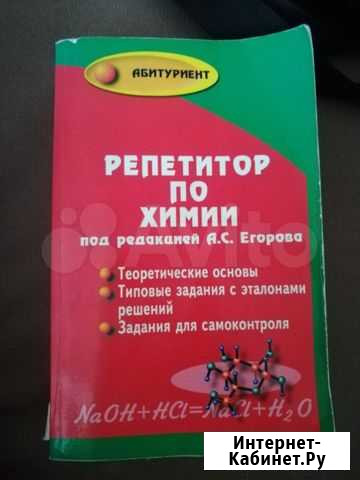 АБИТУРИЕНТ
РЕПЕТИТОР
ПО
ХИМИИ
под редакцией А.С. Егорова
Теоретические основы
Типовые задания с эталонами
решений
Задания для самоконтроля
NaOH+HCl=NaCl+H₂O
Avito
Интернет-
Кабинет.Ру